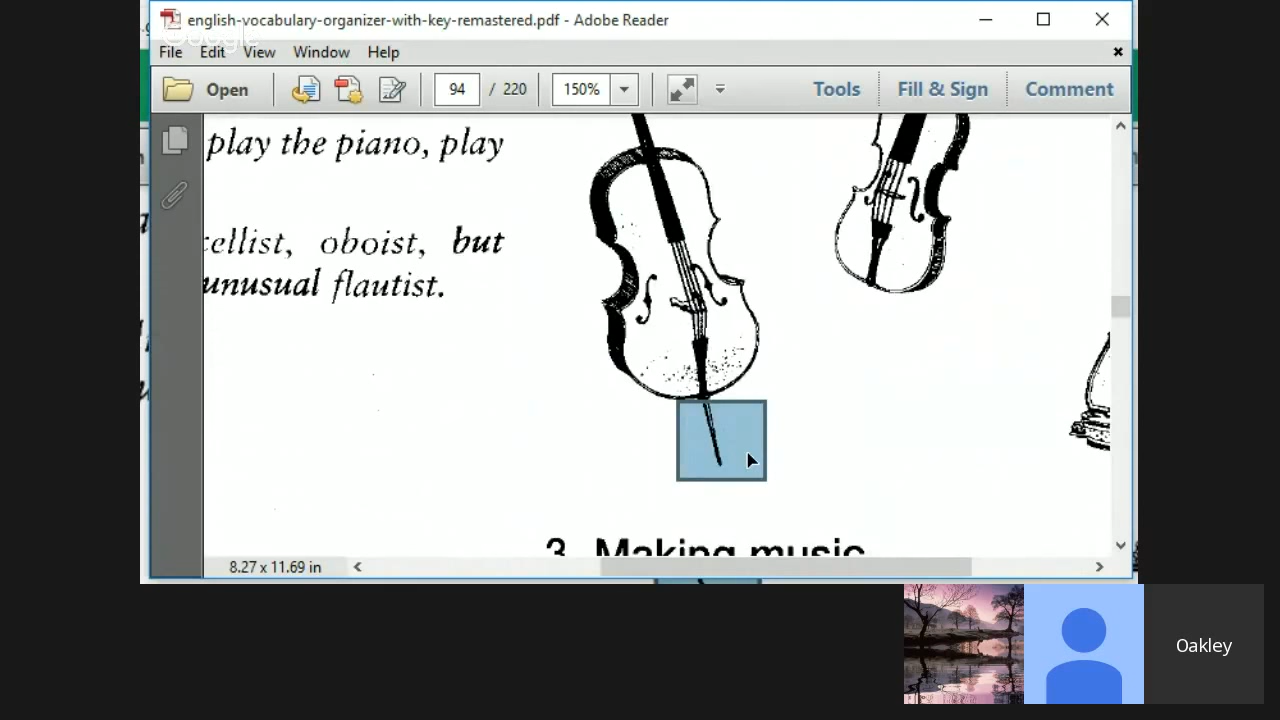 english-vocabulary-organizer-with-key-remastered.pdf - Adobe Reader
Google
File Edit View Window Help
Open 94 / 220 150% Tools Fill & Sign Comment
play the piano, play
cellist, oboist, but
unusual flautist.
3 Making music
8.27 x 11.69 in
Oakley